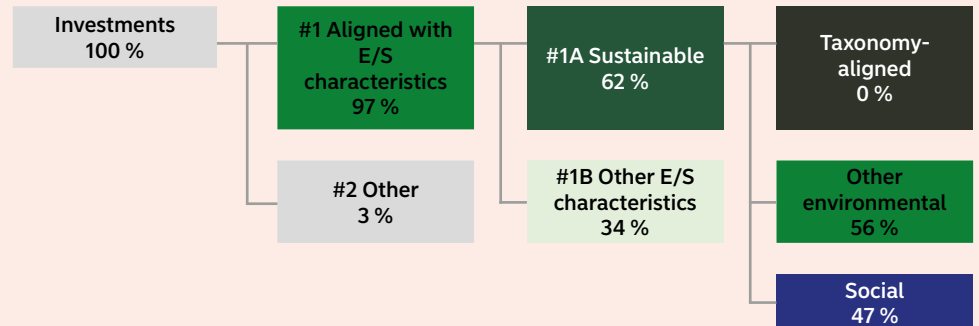 Investments
100 %
#1 Aligned with
E/S
characteristics
97 %
#1A Sustainable
62 %
Taxonomy-
aligned
0 %
#2 Other
3 %
#1B Other E/S
characteristics
34 %
Other
environmental
56 %
Social
47 %